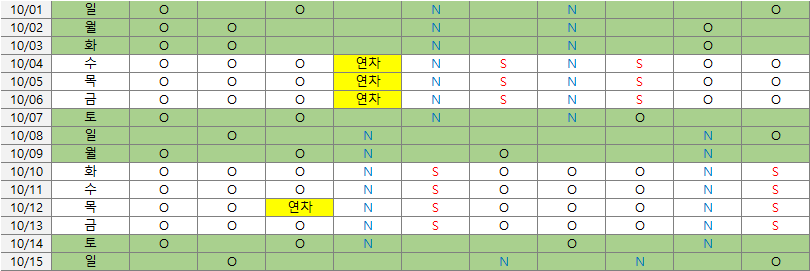 10/01 일 O O N N O
10/02 월 O O N N O
10/03 화 O O N N O
10/04 수 O O O 연차 N S N S O O
10/05 목 O O O 연차 N S N S O O
10/06 금 O O O 연차 N S N S O O
10/07 토 O O N N O
10/08 일 O N N O
10/09 월 O O N O N
10/10 화 O O O N S O O O N S
10/11 수 O O O N S O O O N S
10/12 목 O O 연차 N S O O O N S
10/13 금 O O O N S O O O N S
10/14 토 O O N O N
10/15 일 O N N O